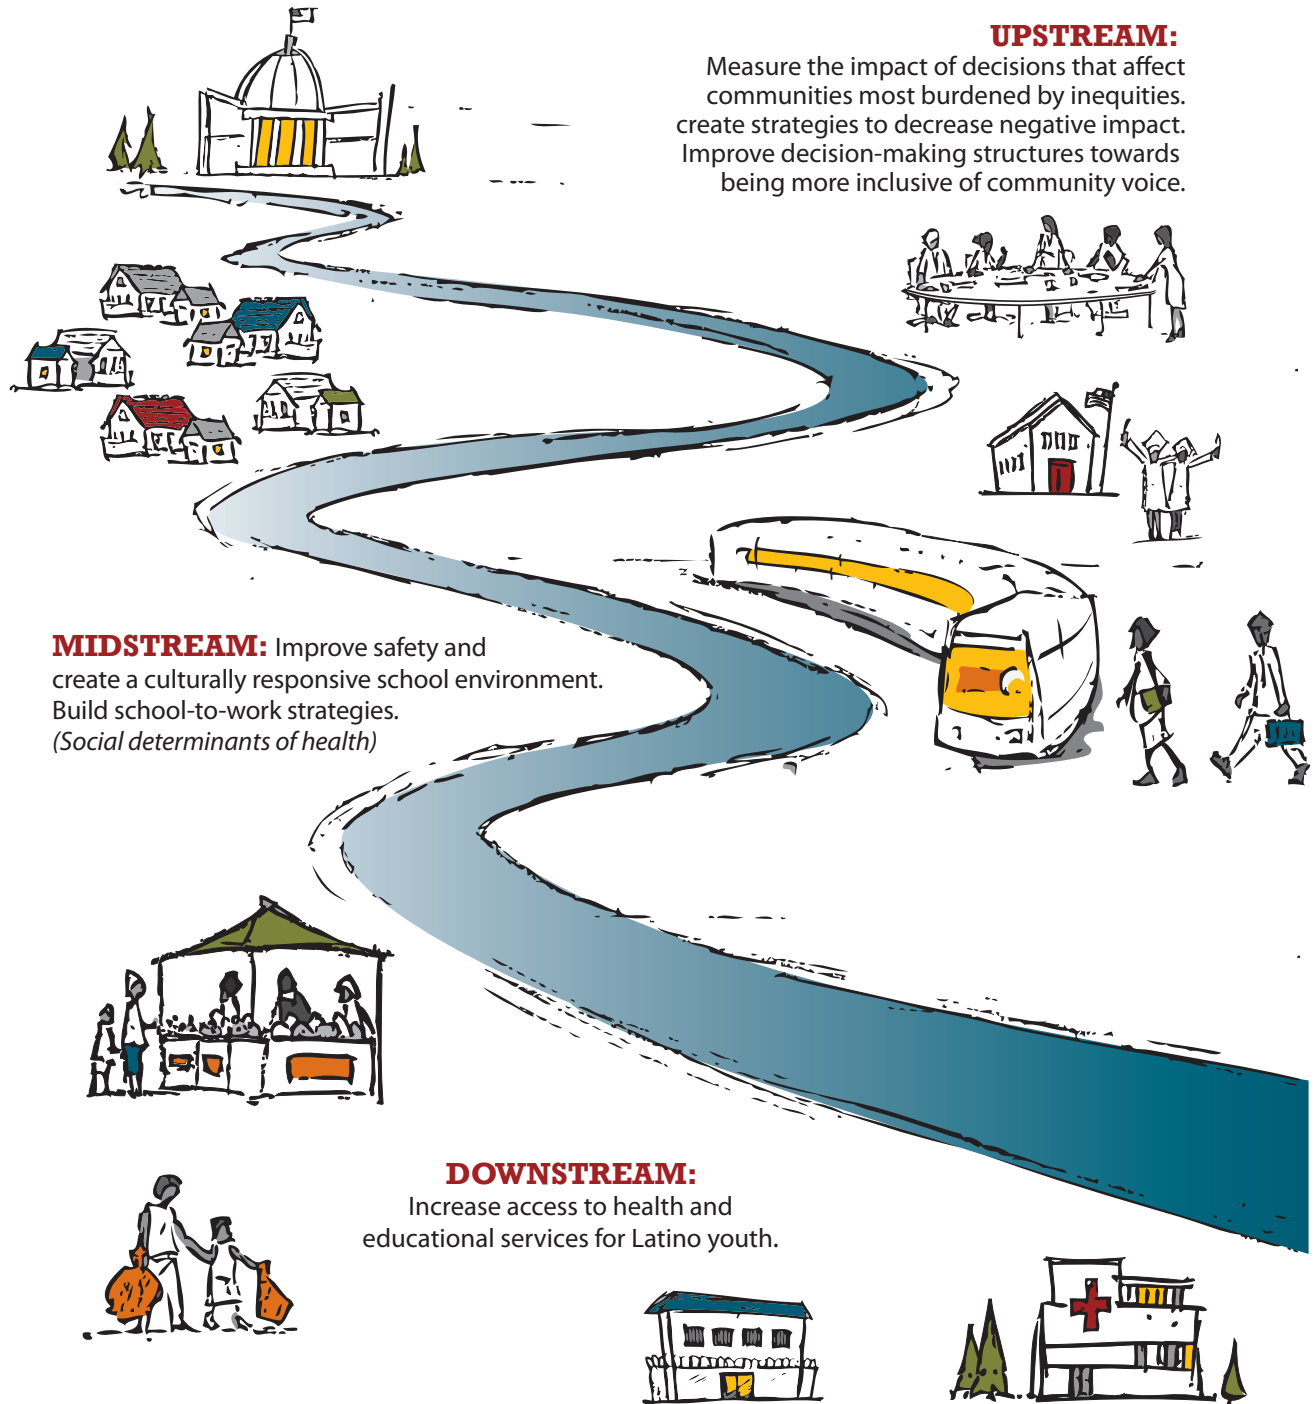 UPSTREAM:
Measure the impact of decisions that affect
communities most burdened by inequities.
create strategies to decrease negative impact.
Improve decision-making structures towards
being more inclusive of community voice.
MIDSTREAM: Improve safety and
create a culturally responsive school environment.
Build school-to-work strategies.
(Social determinants of health)
DOWNSTREAM:
Increase access to health and
educational services for Latino youth.